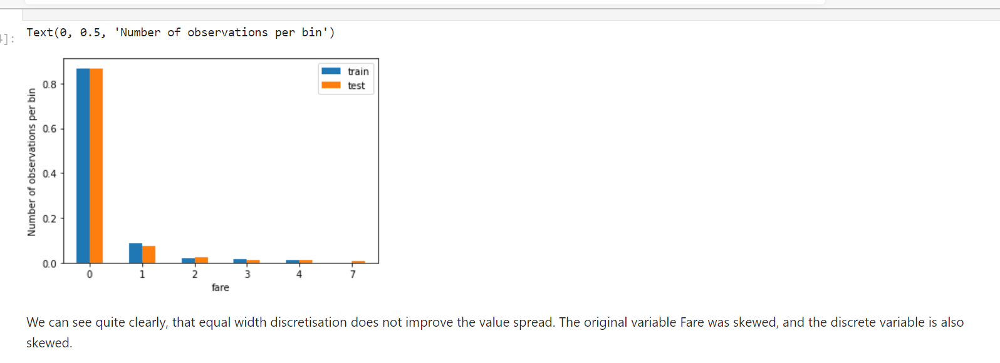 Text(0, 0.5, 'Number of observations per bin')
]:
train
test
0.8
0.6
0.4
0.2
0.0
Number of observations per bin
0 1 2 3 4 7
fare
We can see quite clearly, that equal width discretisation does not improve the value spread. The original variable Fare was skewed, and the discrete variable is also
skewed.